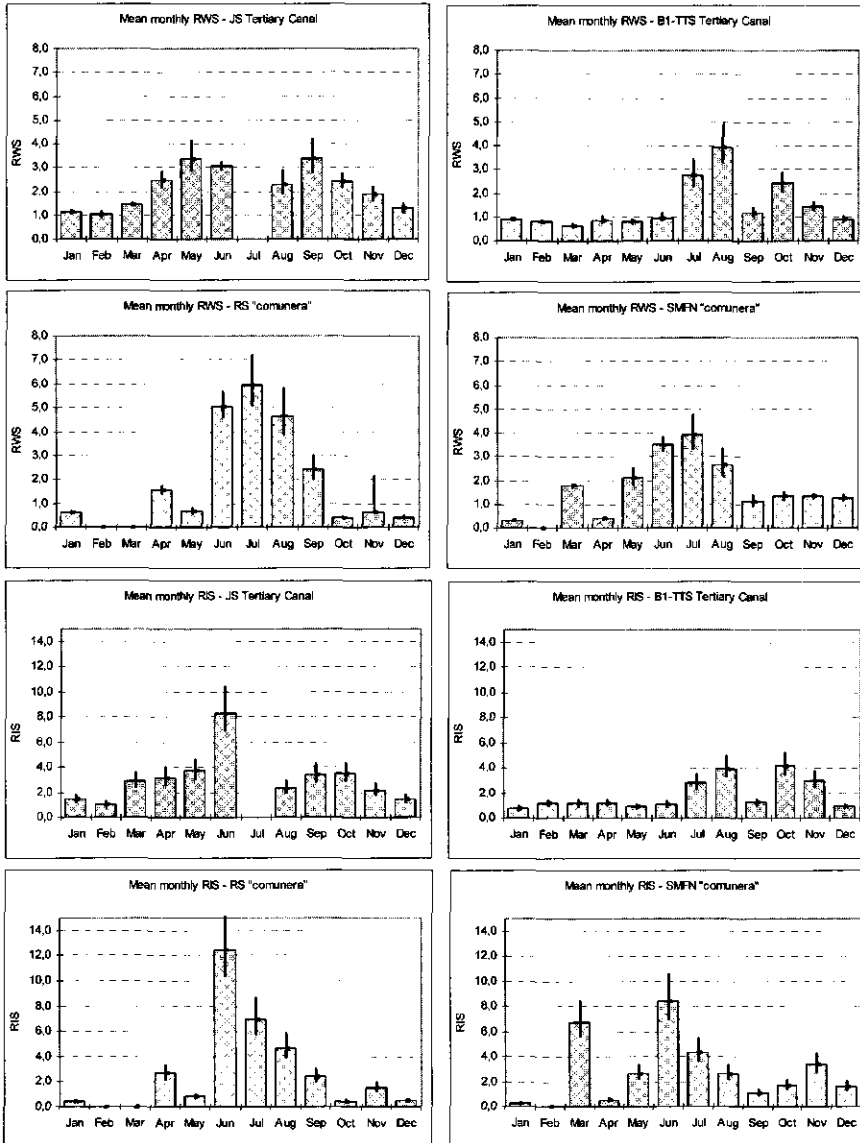 Mean monthly RWS - JS Tertiary Canal
8,0
7,0
6,0
5,0
4,0
3,0
2,0
1,0
0,0
RWS
Jan Feb Mar Apr May Jun Jul Aug Sep Oct Nov Dec
Mean monthly RWS - B1-TTS Tertiary Canal
8,0
7,0
6,0
5,0
4,0
3,0
2,0
1,0
0,0
RWS
Jan Feb Mar Apr May Jun Jul Aug Sep Oct Nov Dec
Mean monthly RWS - RS "comunera"
8,0
7,0
6,0
5,0
4,0
3,0
2,0
1,0
0,0
RWS
Jan Feb Mar Apr May Jun Jul Aug Sep Oct Nov Dec
Mean monthly RWS - SMFN "comunera"
8,0
7,0
6,0
5,0
4,0
3,0
2,0
1,0
0,0
RWS
Jan Feb Mar Apr May Jun Jul Aug Sep Oct Nov Dec
Mean monthly RIS - JS Tertiary Canal
14,0
12,0
10,0
8,0
6,0
4,0
2,0
0,0
RIS
Jan Feb Mar Apr May Jun Jul Aug Sep Oct Nov Dec
Mean monthly RIS - B1-TTS Tertiary Canal
14,0
12,0
10,0
8,0
6,0
4,0
2,0
0,0
RIS
Jan Feb Mar Apr May Jun Jul Aug Sep Oct Nov Dec
Mean monthly RIS - RS "comunera"
14,0
12,0
10,0
8,0
6,0
4,0
2,0
0,0
RIS
Jan Feb Mar Apr May Jun Jul Aug Sep Oct Nov Dec
Mean monthly RIS - SMFN "comunera"
14,0
12,0
10,0
8,0
6,0
4,0
2,0
0,0
RIS
Jan Feb Mar Apr May Jun Jul Aug Sep Oct Nov Dec